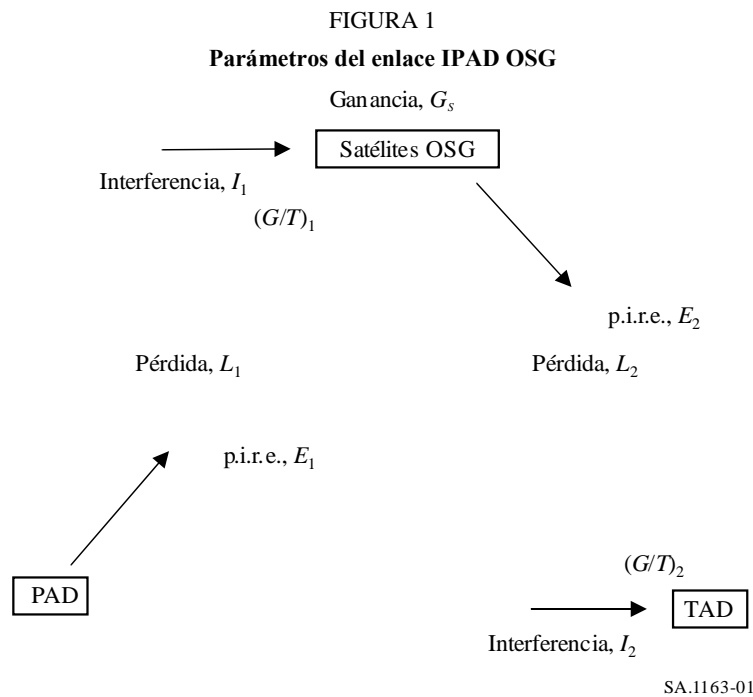 FIGURA 1
Parámetros del enlace IPAD OSG
Ganancia, Gs
Satélites OSG
Interferencia, I1
(G/T)1
p.i.r.e., E2
Pérdida, L1
Pérdida, L2
p.i.r.e., E1
(G/T)2
PAD
TAD
Interferencia, I2
SA.1163-01